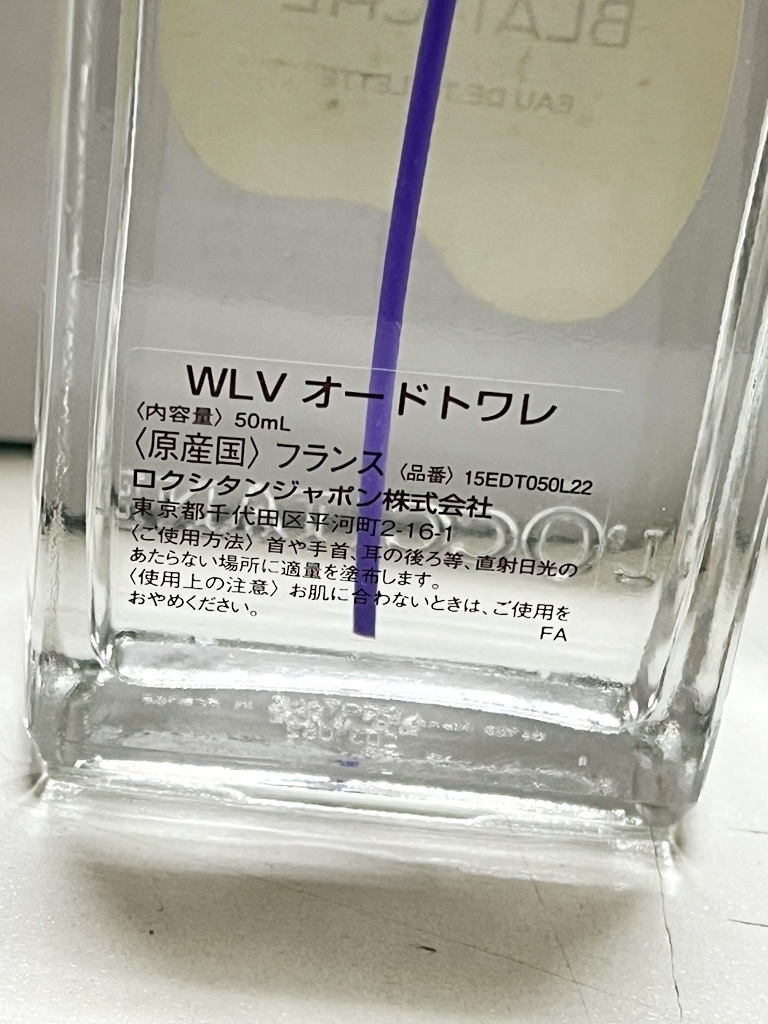 BLANCHE
EAU DE TOILETTE
WLV オードトワレ
〈内容量〉50mL
〈原産国〉フランス 〈品番〉15EDT050L22
ロクシタンジャポン株式会社
東京都千代田区平河町2-16-1
〈ご使用方法〉首や手首、耳の後ろ等、直射日光の
あたらない場所に適量を塗布します。
〈使用上の注意〉お肌に合わないときは、ご使用を
おやめください。
FA